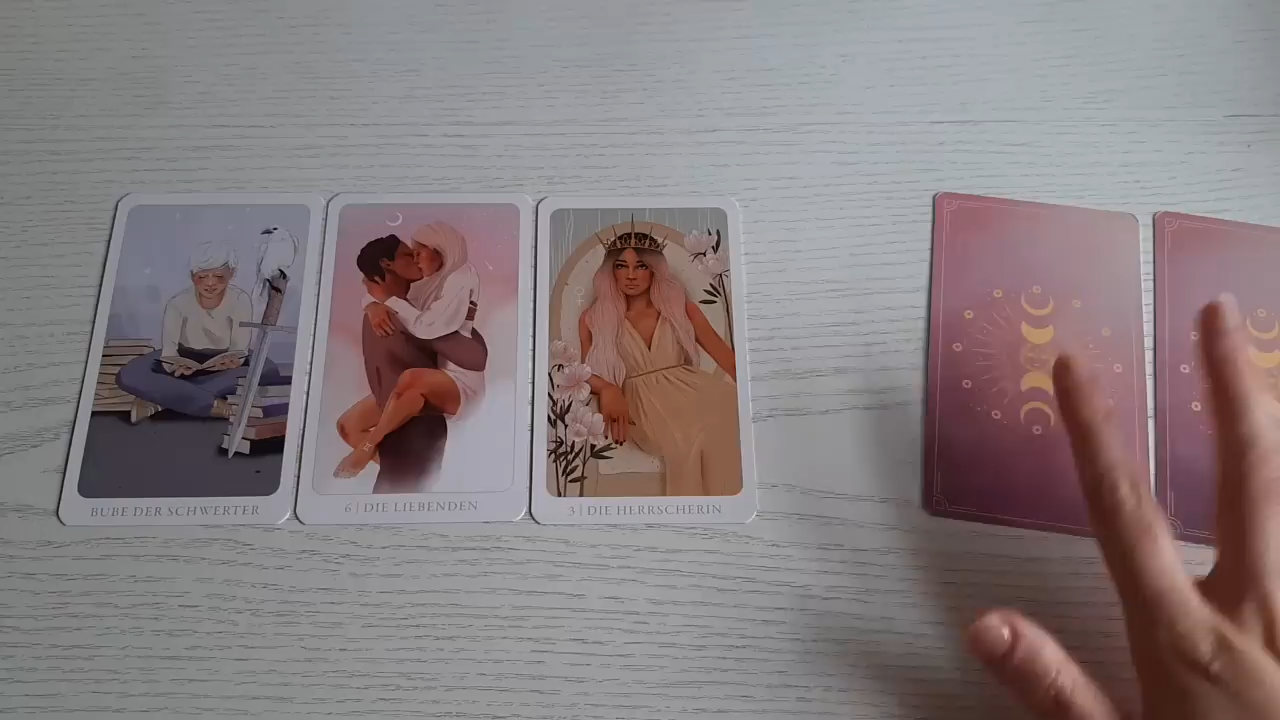 BUBE DER SCHWERTER
6 | DIE LIEBENDEN
3 | DIE HERRSCHERIN